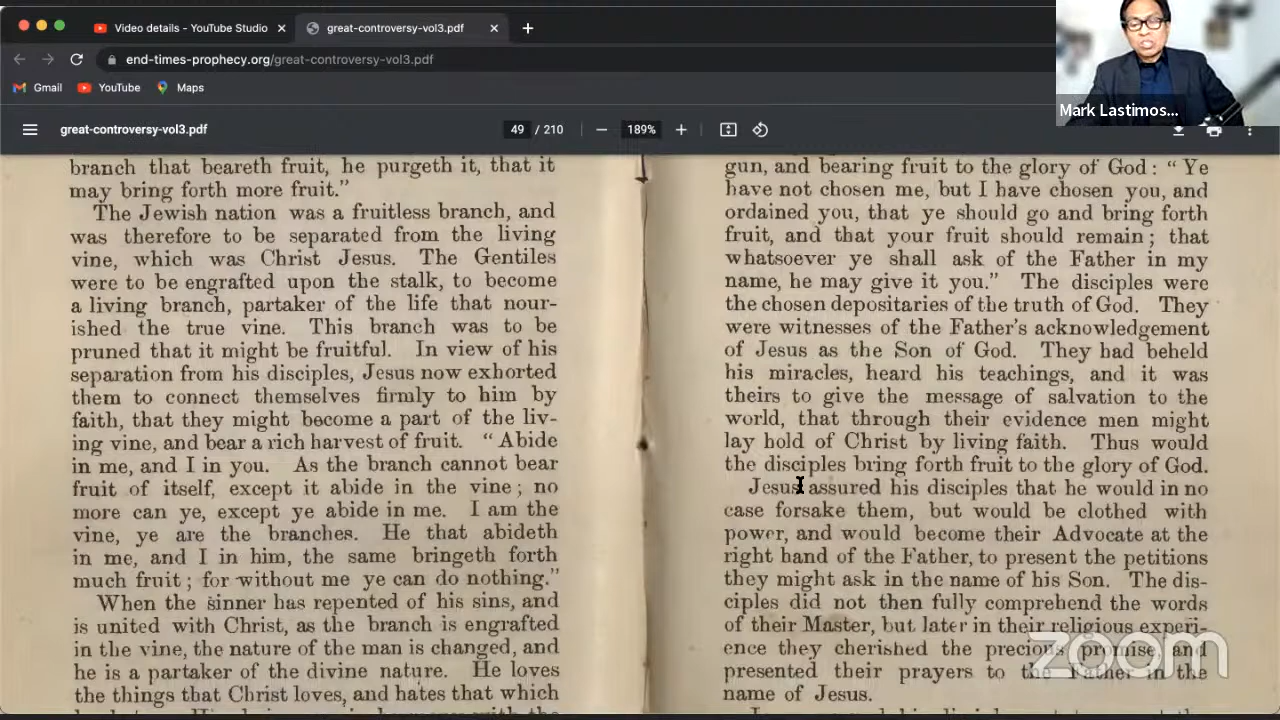 Video details - YouTube Studio
great-controversy-vol3.pdf
end-times-prophecy.org/great-controversy-vol3.pdf
Gmail
YouTube
Maps
Mark Lastimos...
great-controversy-vol3.pdf
49 / 210
189%
branch that beareth fruit, he purgeth it, that it
may bring forth more fruit.”
The Jewish nation was a fruitless branch, and
was therefore to be separated from the living
vine, which was Christ Jesus. The Gentiles
were to be engrafted upon the stalk, to become
a living branch, partaker of the life that nour-
ished the true vine. This branch was to be
pruned that it might be fruitful. In view of his
separation from his disciples, Jesus now exhorted
them to connect themselves firmly to him by
faith, that they might become a part of the liv-
ing vine, and bear a rich harvest of fruit. “Abide
in me, and I in you. As the branch cannot bear
fruit of itself, except it abide in the vine; no
more can ye, except ye abide in me. I am the
vine, ye are the branches. He that abideth
in me, and I in him, the same bringeth forth
much fruit; for without me ye can do nothing.”
When the sinner has repented of his sins, and
is united with Christ, as the branch is engrafted
in the vine, the nature of the man is changed, and
he is a partaker of the divine nature. He loves
the things that Christ loves, and hates that which
gun, and bearing fruit to the glory of God: “Ye
have not chosen me, but I have chosen you, and
ordained you, that ye should go and bring forth
fruit, and that your fruit should remain; that
whatsoever ye shall ask of the Father in my
name, he may give it you.” The disciples were
the chosen depositaries of the truth of God. They
were witnesses of the Father’s acknowledgement
of Jesus as the Son of God. They had beheld
his miracles, heard his teachings, and it was
theirs to give the message of salvation to the
world, that through their evidence men might
lay hold of Christ by living faith. Thus would
the disciples bring forth fruit to the glory of God.
Jesus assured his disciples that he would in no
case forsake them, but would be clothed with
power, and would become their Advocate at the
right hand of the Father, to present the petitions
they might ask in the name of his Son. The dis-
ciples did not then fully comprehend the words
of their Master, but later in their religious experi-
ence they cherished the precious promise, and
presented their prayers to the Father in the
name of Jesus.
zoom